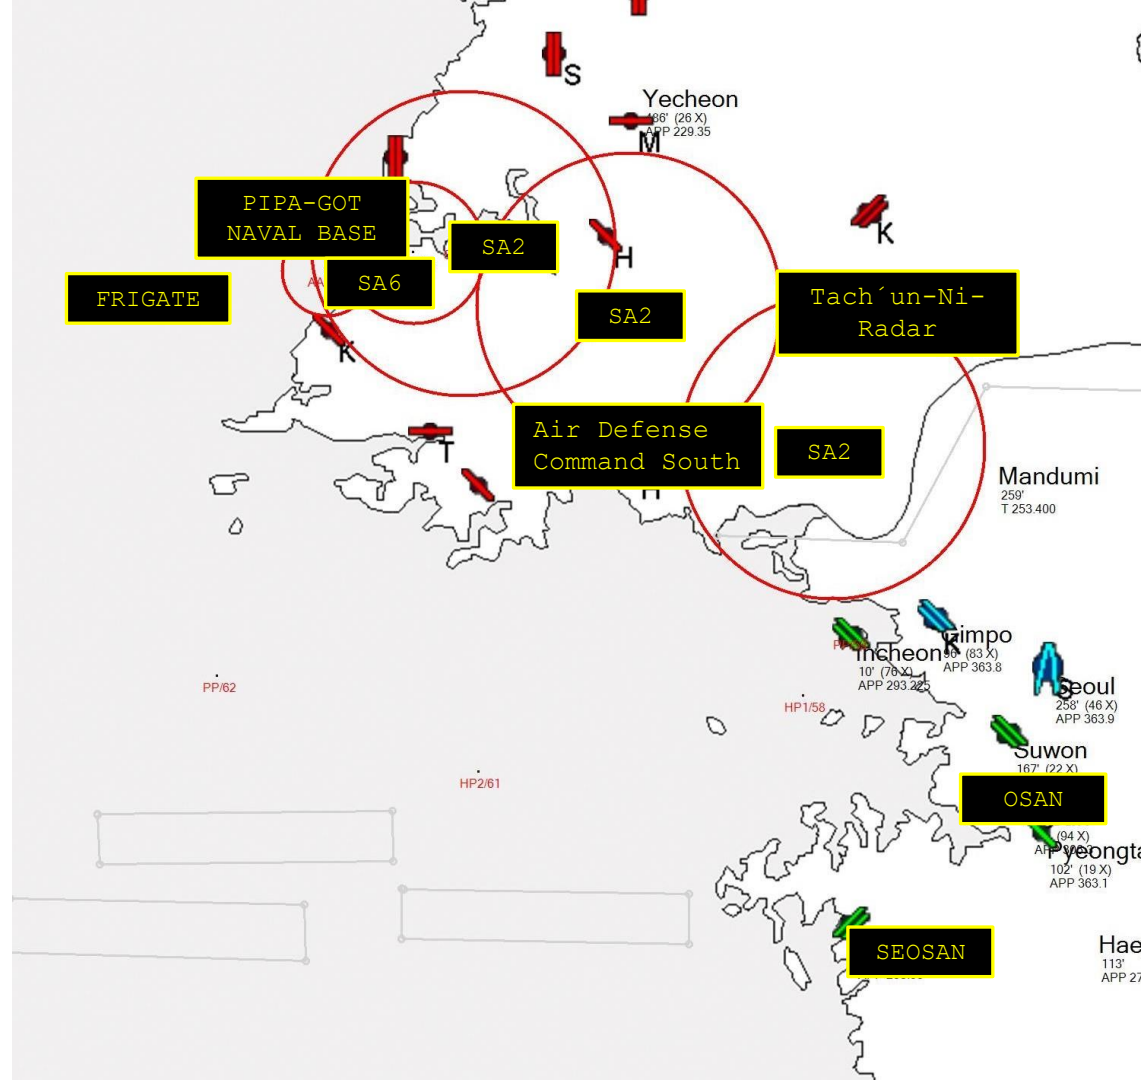 S
Yecheon
(26 X)
APP 229.35
M
K
PIPA-GOT
NAVAL BASE
SA2
H
SA6
FRIGATE
SA2
Tach´un-Ni-
Radar
K
Air Defense
Command South
T
SA2
H
Mandumi
259'
T 253.400
Gimpo
(83 X)
APP 363.8
K
Incheon
10' (76 X)
APP 293.225
Seoul
258' (46 X)
APP 363.9
PP/62
HP1/58
Suwon
167' (22 X)
HP2/61
OSAN
(94 X)
Pyeongta
102' (19 X)
APP 363.1
SEOSAN
Hae
113'
APP 27